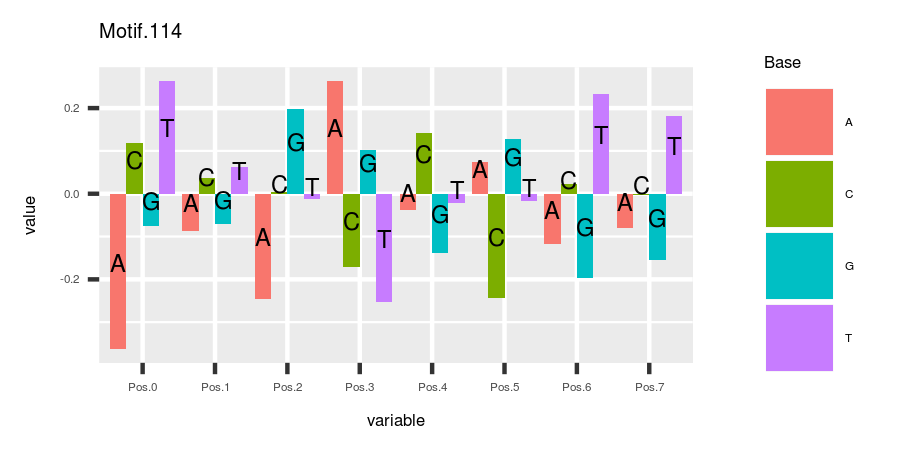 Motif.114
Base
A
C
G
T
value
0.2
0.0
-0.2
A
C
G
T
A
C
G
T
A
C
G
T
A
C
G
T
A
C
G
T
A
C
G
T
A
C
G
T
A
C
G
T
Pos.0 Pos.1 Pos.2 Pos.3 Pos.4 Pos.5 Pos.6 Pos.7
variable